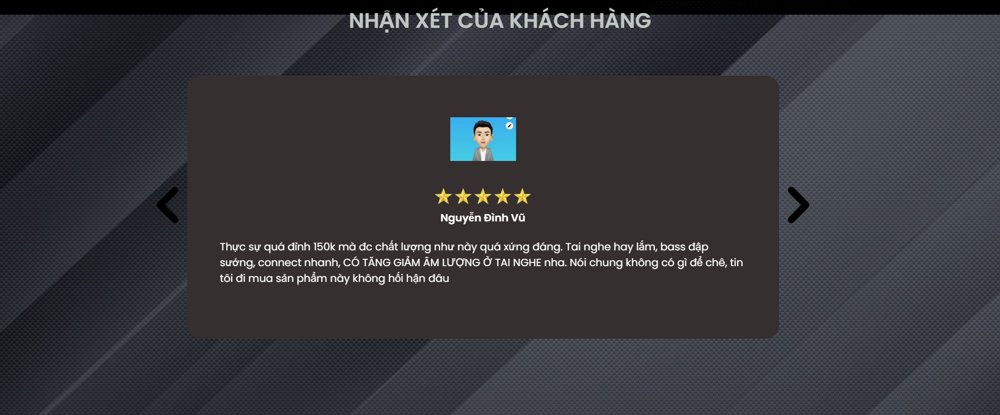 NHẬN XÉT CỦA KHÁCH HÀNG
Nguyễn Đình Vũ
Thực sự quá đỉnh 150k mà đc chất lượng như này quá xứng đáng. Tai nghe hay lắm, bass đập
sướng, connect nhanh, CÓ TĂNG GIẢM ÂM LƯỢNG Ở TAI NGHE nha. Nói chung không có gì để chê, tin
tôi đi mua sản phẩm này không hối hận đâu